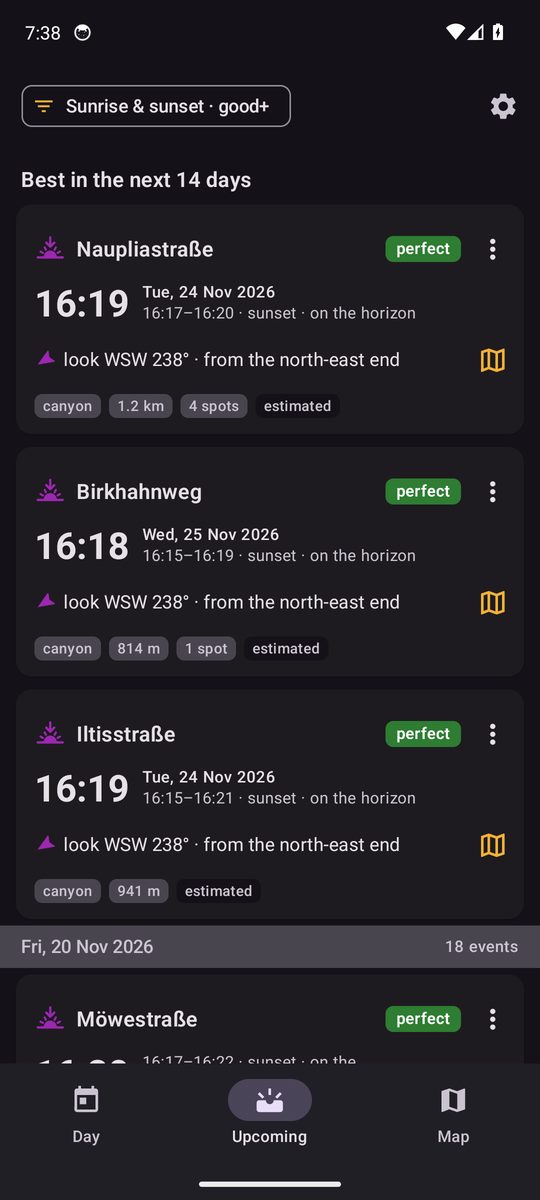 7:38
Sunrise & sunset · good+
Best in the next 14 days
Naupliastraße perfect
16:19 Tue, 24 Nov 2026
16:17–16:20 · sunset · on the horizon
look WSW 238° · from the north-east end
canyon 1.2 km 4 spots estimated
Birkhahnweg perfect
16:18 Wed, 25 Nov 2026
16:15–16:19 · sunset · on the horizon
look WSW 238° · from the north-east end
canyon 814 m 1 spot estimated
Iltisstraße perfect
16:19 Tue, 24 Nov 2026
16:15–16:21 · sunset · on the horizon
look WSW 238° · from the north-east end
canyon 941 m estimated
Fri, 20 Nov 2026 18 events
Möwestraße perfect
16:17–16:22 · sunset · on the
Day Upcoming Map